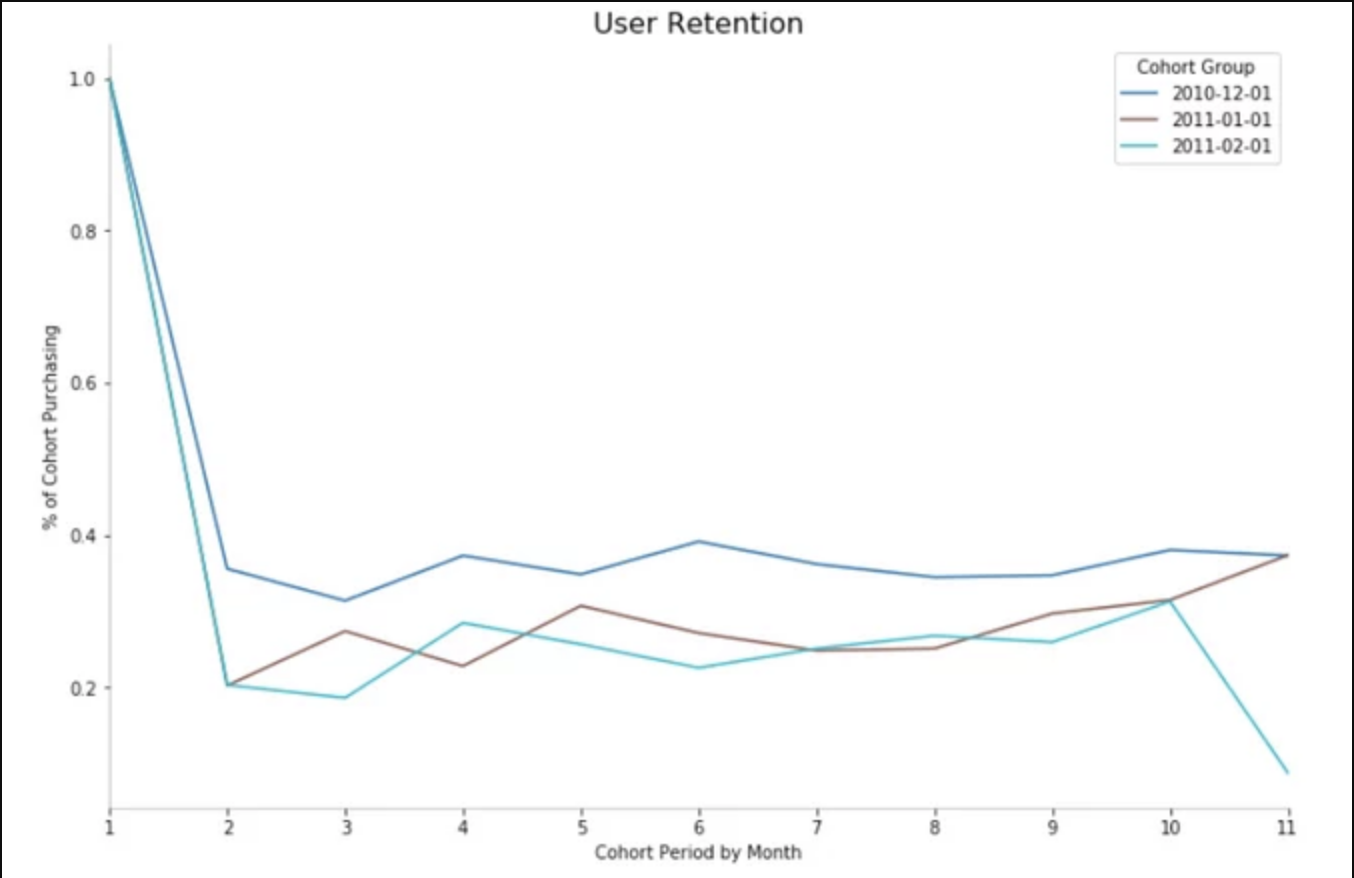 User Retention
Cohort Group
2010-12-01
2011-01-01
2011-02-01
1.0
0.8
0.6
0.4
0.2
% of Cohort Purchasing
1 2 3 4 5 6 7 8 9 10 11
Cohort Period by Month